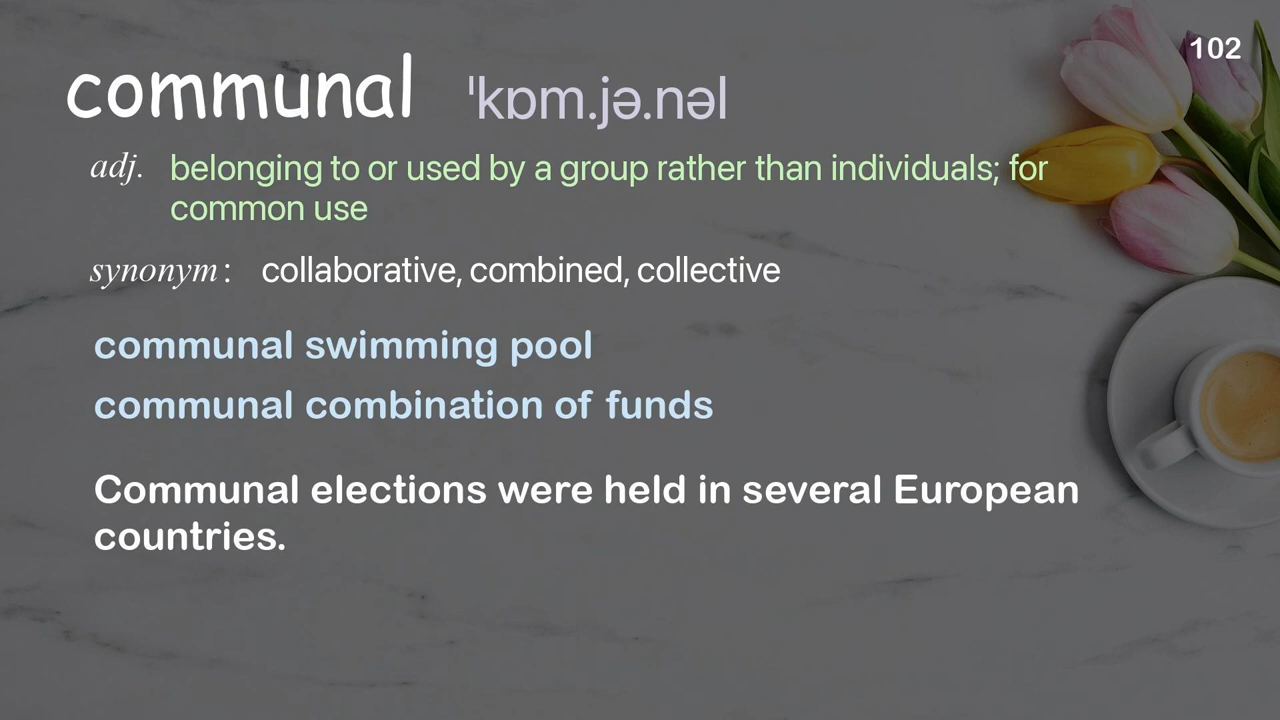 102
communal ˈkɒm.jə.nəl
adj. belonging to or used by a group rather than individuals; for
common use
synonym: collaborative, combined, collective
communal swimming pool
communal combination of funds
Communal elections were held in several European
countries.